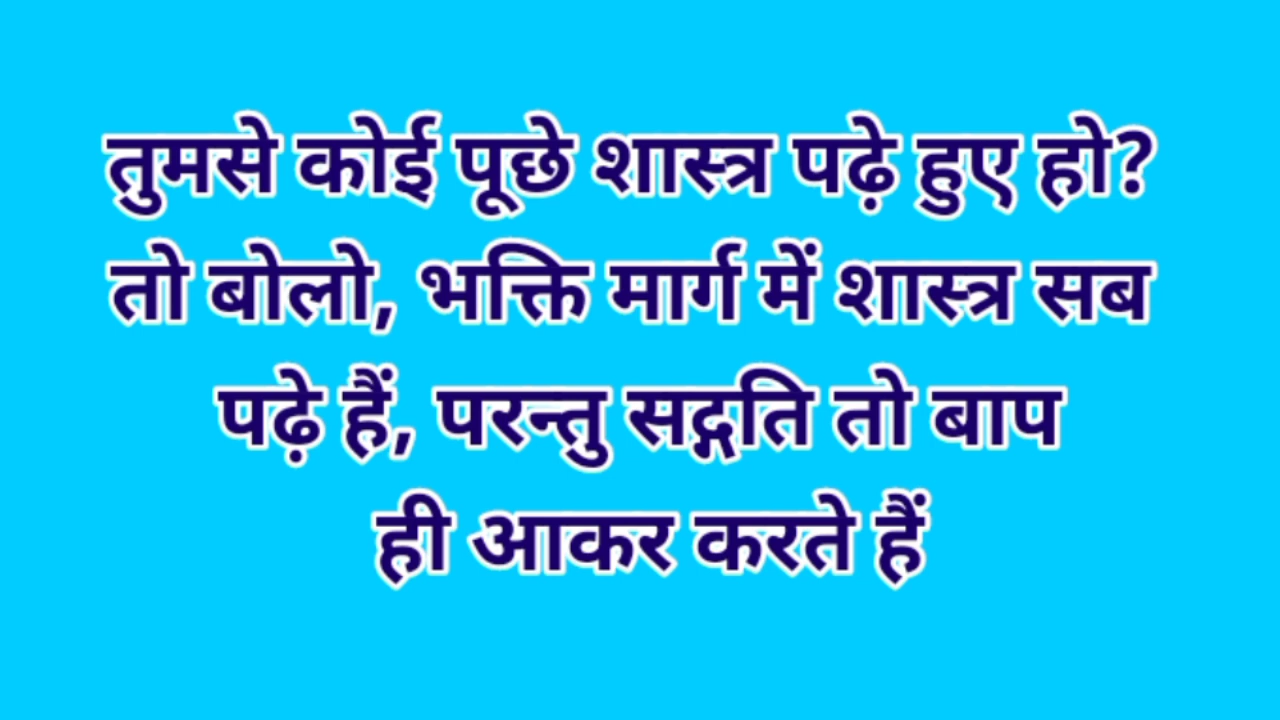 तुमसे कोई पूछे शास्त्र पढ़े हुए हो?
तो बोलो, भक्ति मार्ग में शास्त्र सब
पढ़े हैं, परन्तु सद्गति तो बाप
ही आकर करते हैं